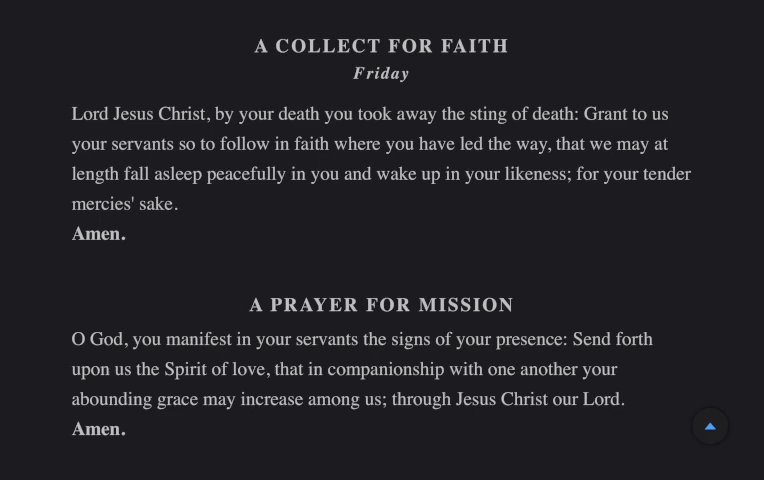 A COLLECT FOR FAITH
Friday
Lord Jesus Christ, by your death you took away the sting of death: Grant to us
your servants so to follow in faith where you have led the way, that we may at
length fall asleep peacefully in you and wake up in your likeness; for your tender
mercies' sake.
Amen.
A PRAYER FOR MISSION
O God, you manifest in your servants the signs of your presence: Send forth
upon us the Spirit of love, that in companionship with one another your
abounding grace may increase among us; through Jesus Christ our Lord.
Amen.